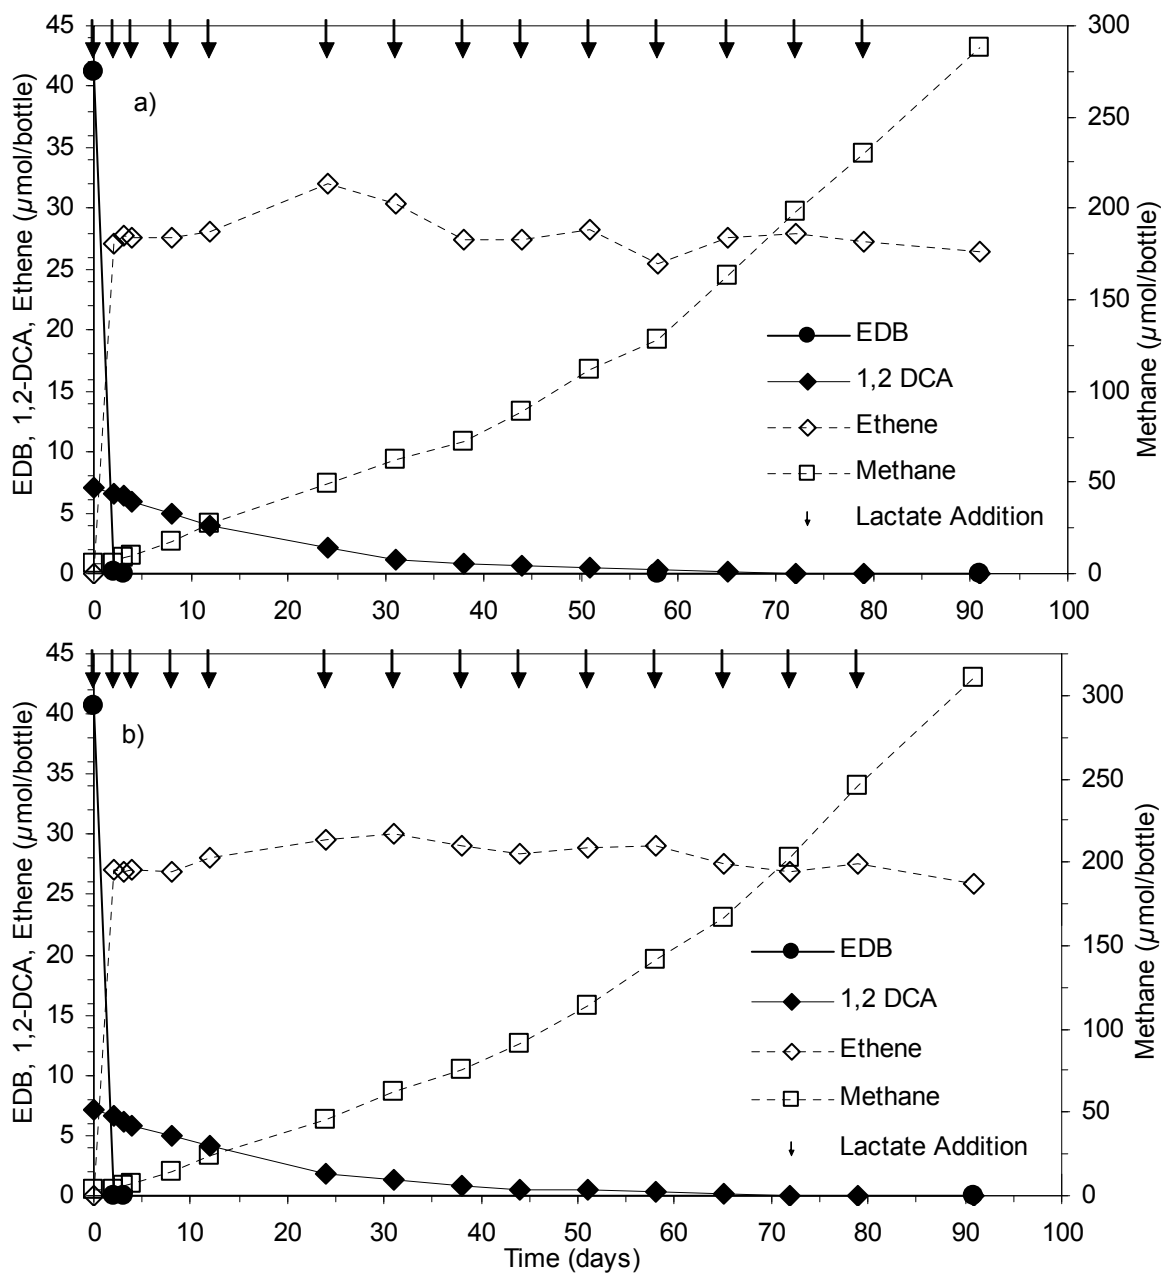 45
40
35
30
25
20
15
10
5
0
EDB, 1,2-DCA, Ethene (µmol/bottle)
a)
300
250
200
150
100
50
0
Methane (µmol/bottle)
EDB
1,2 DCA
Ethene
Methane
Lactate Addition
0 10 20 30 40 50 60 70 80 90 100
45
40
35
30
25
20
15
10
5
0
EDB, 1,2-DCA, Ethene (µmol/bottle)
b)
300
250
200
150
100
50
0
Methane (µmol/bottle)
EDB
1,2 DCA
Ethene
Methane
Lactate Addition
0 10 20 30 40 50 60 70 80 90 100
Time (days)